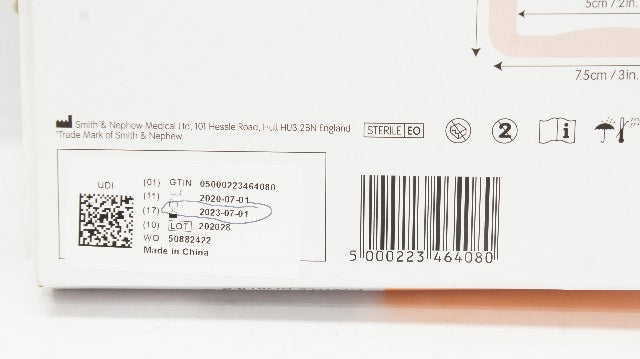 5cm / 2in.
7.5cm / 3in.
Smith & Nephew Medical Ltd, 101 Hessle Road, Hull HU3 2BN England
*Trade Mark of Smith & Nephew
STERILE EO
2
i
UDI
(01) GTIN 05000223464080
(11) 2020-07-01
(17) 2023-07-01
(10) LOT 202028
WO 50882422
Made in China
5 000223 464080